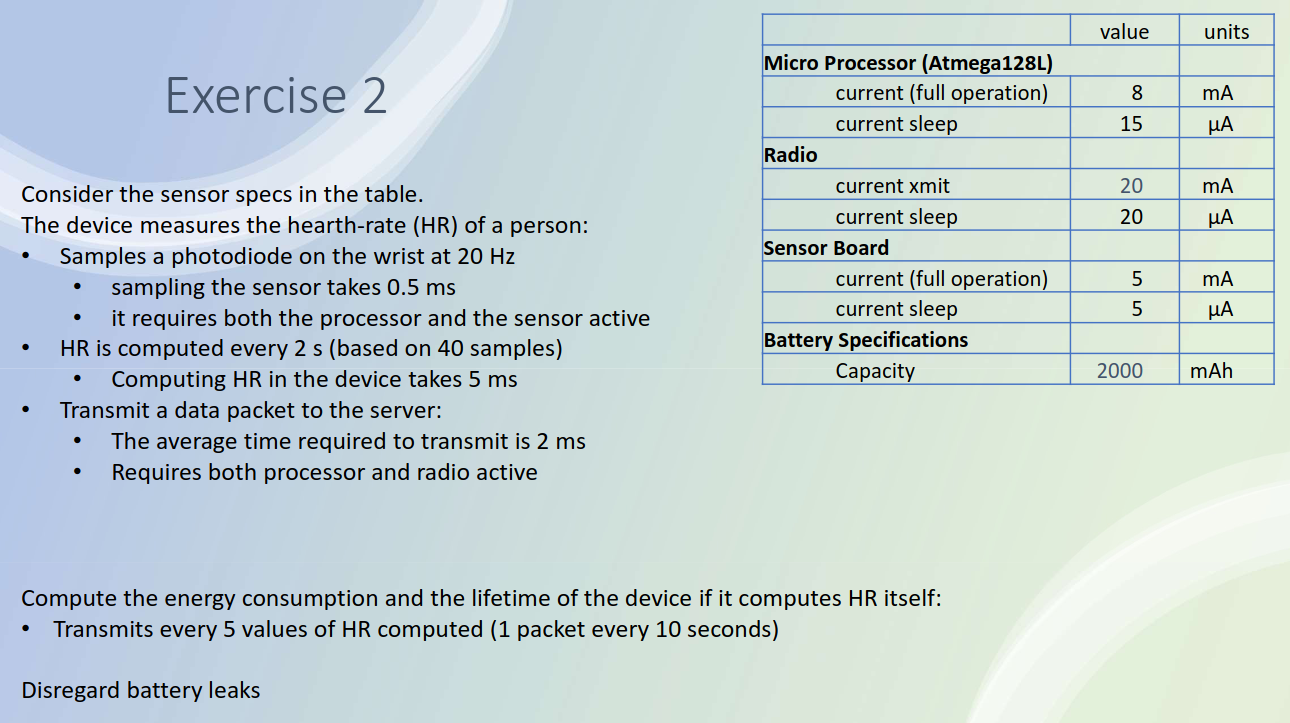 Exercise 2
value units
Micro Processor (Atmega128L)
current (full operation) 8 mA
current sleep 15 µA
Radio
current xmit 20 mA
current sleep 20 µA
Sensor Board
current (full operation) 5 mA
current sleep 5 µA
Battery Specifications
Capacity 2000 mAh
Consider the sensor specs in the table.
The device measures the hearth-rate (HR) of a person:
• Samples a photodiode on the wrist at 20 Hz
• sampling the sensor takes 0.5 ms
• it requires both the processor and the sensor active
• HR is computed every 2 s (based on 40 samples)
• Computing HR in the device takes 5 ms
• Transmit a data packet to the server:
• The average time required to transmit is 2 ms
• Requires both processor and radio active
Compute the energy consumption and the lifetime of the device if it computes HR itself:
• Transmits every 5 values of HR computed (1 packet every 10 seconds)
Disregard battery leaks